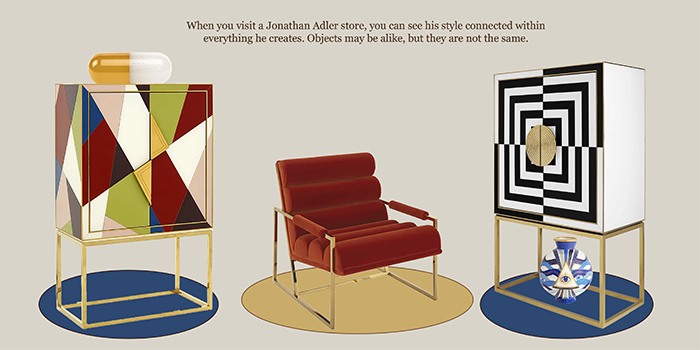 When you visit a Jonathan Adler store, you can see his style connected within
everything he creates. Objects may be alike, but they are not the same.